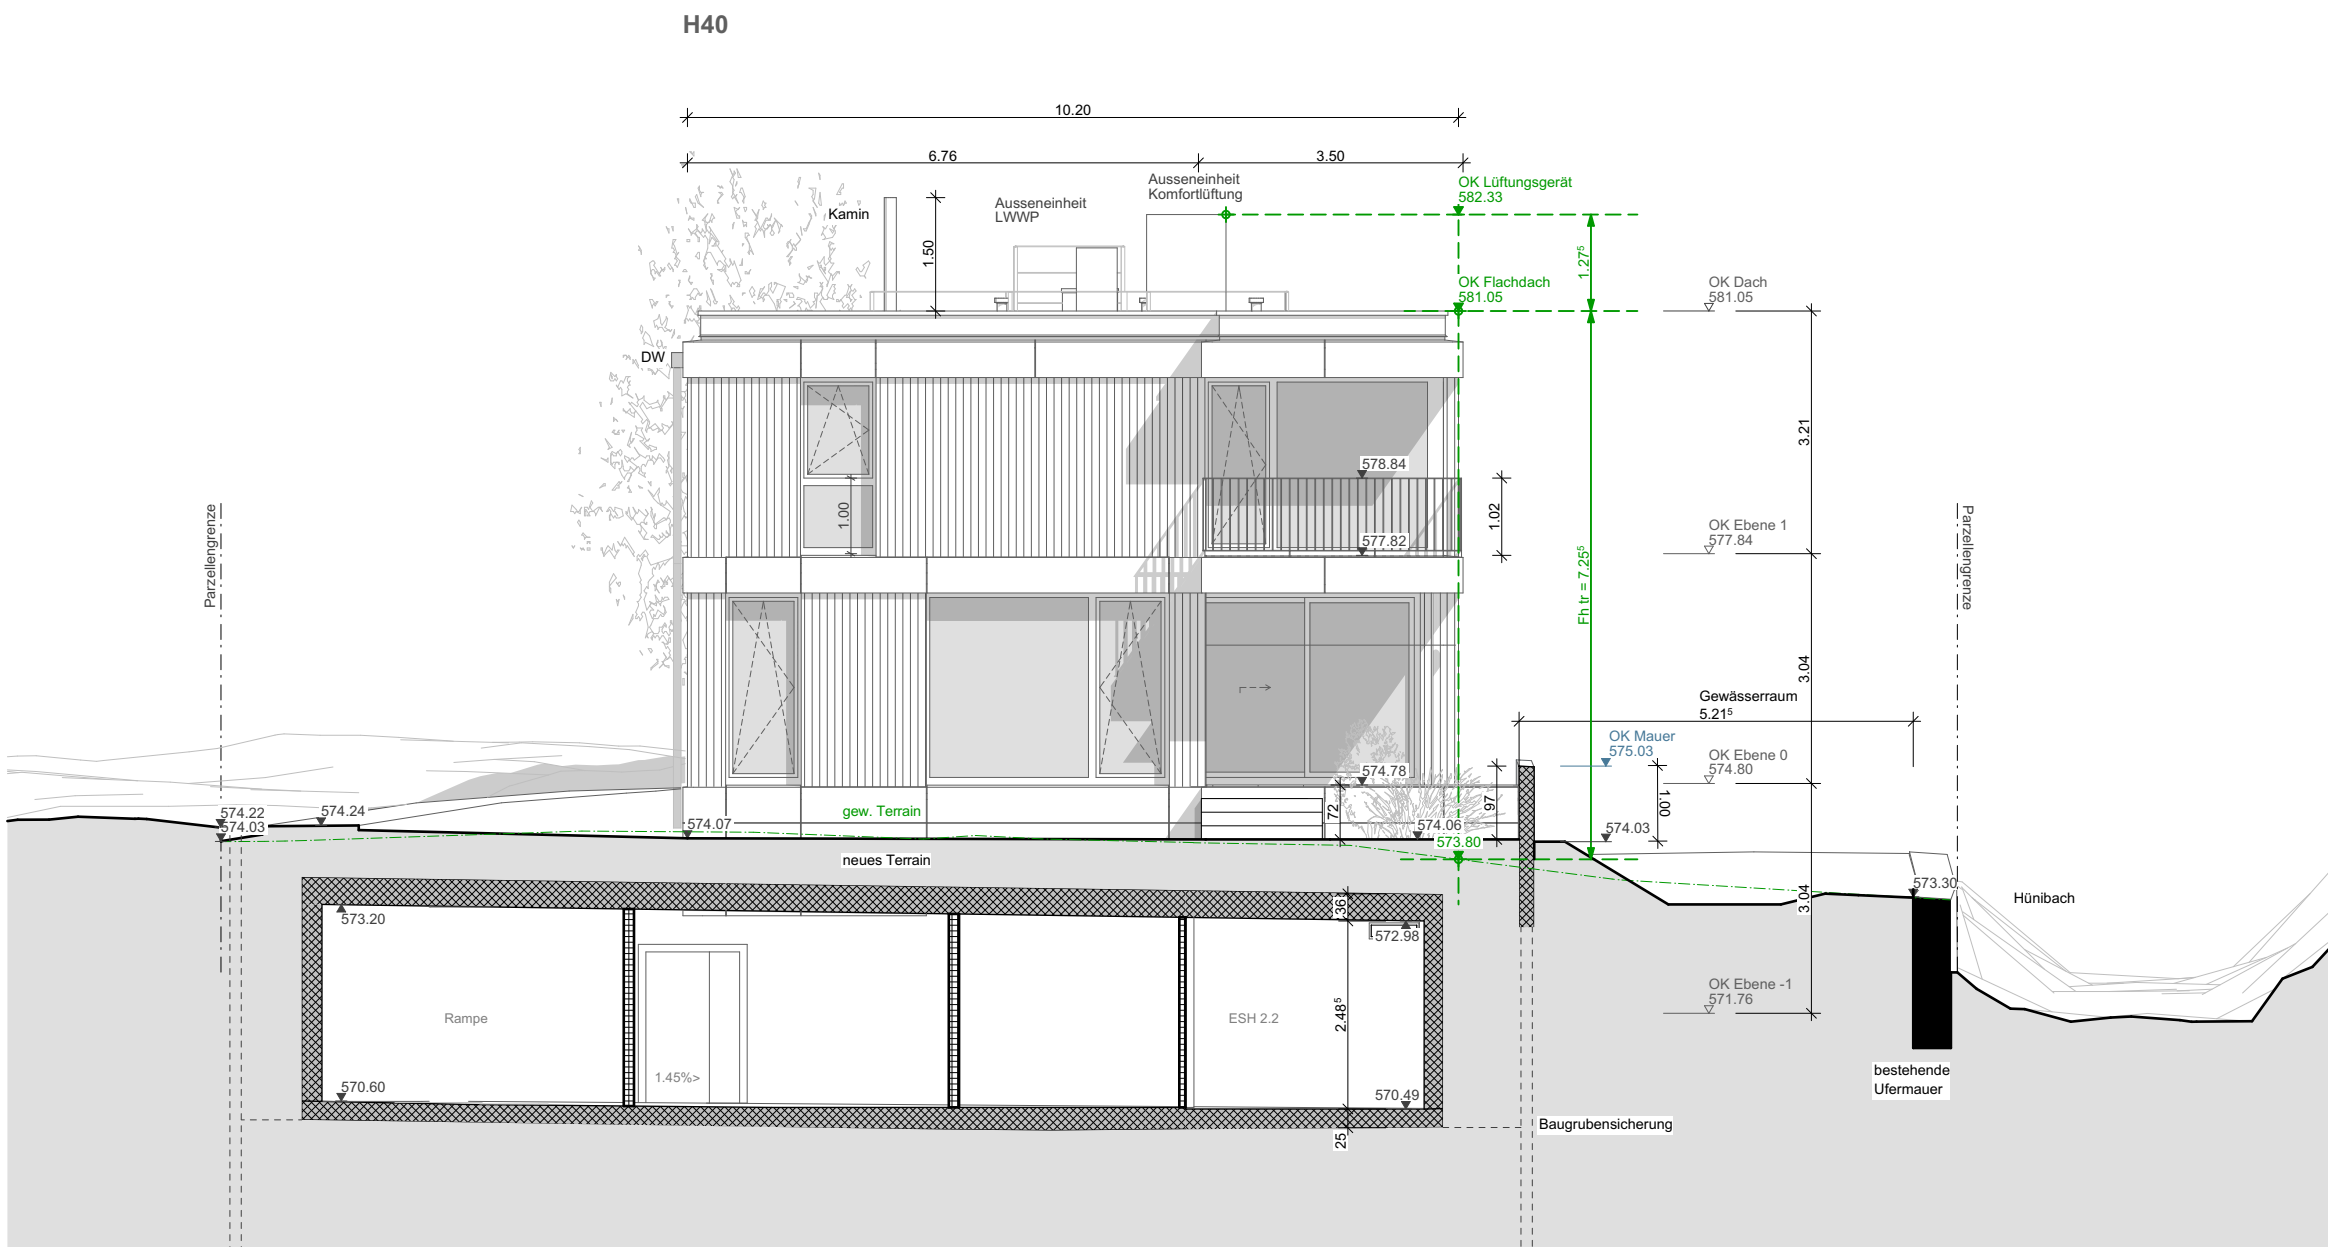 H40
10.20
6.76
3.50
Kamin
1.50
Ausseneinheit
LWWP
Ausseneinheit
Komfortlüftung
OK Lüftungsgerät
582.33
1.27⁵
OK Flachdach
581.05
OK Dach
581.05
DW
3.21
578.84
1.00
1.02
577.82
OK Ebene 1
577.84
Parzellengrenze
Parzellengrenze
Fh tr = 7.25⁵
3.04
Gewässerraum
5.21⁵
OK Mauer
575.03
OK Ebene 0
574.80
574.78
574.22
574.03
574.24
574.07
gew. Terrain
72
97
574.06
573.80
1.00
574.03
neues Terrain
573.20
36
572.98
3.04
573.30
Hünibach
OK Ebene -1
571.76
Rampe
ESH 2.2
2.48⁵
1.45%>
570.60
570.49
25
bestehende
Ufermauer
Baugrubensicherung